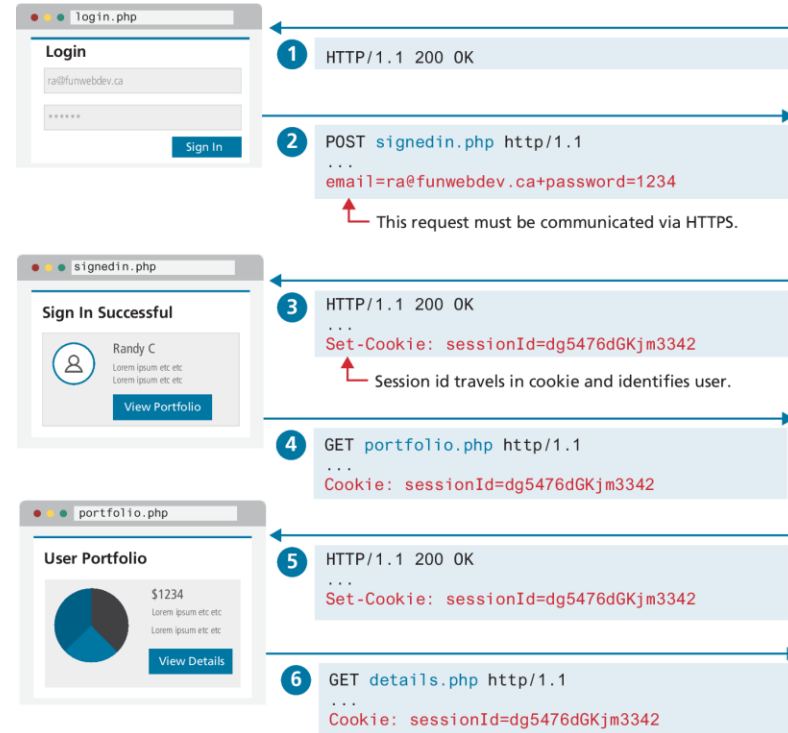 login.php
Login
ra@funwebdev.ca
******
Sign In
1
HTTP/1.1 200 OK
2
POST signedin.php http/1.1
...
email=ra@funwebdev.ca+password=1234
This request must be communicated via HTTPS.
signedin.php
Sign In Successful
Randy C
Lorem ipsum etc etc
Lorem ipsum etc etc
View Portfolio
3
HTTP/1.1 200 OK
...
Set-Cookie: sessionId=dg5476dGKjm3342
Session id travels in cookie and identifies user.
4
GET portfolio.php http/1.1
...
Cookie: sessionId=dg5476dGKjm3342
portfolio.php
User Portfolio
$1234
Lorem ipsum etc etc
Lorem ipsum etc etc
View Details
5
HTTP/1.1 200 OK
...
Set-Cookie: sessionId=dg5476dGKjm3342
6
GET details.php http/1.1
...
Cookie: sessionId=dg5476dGKjm3342